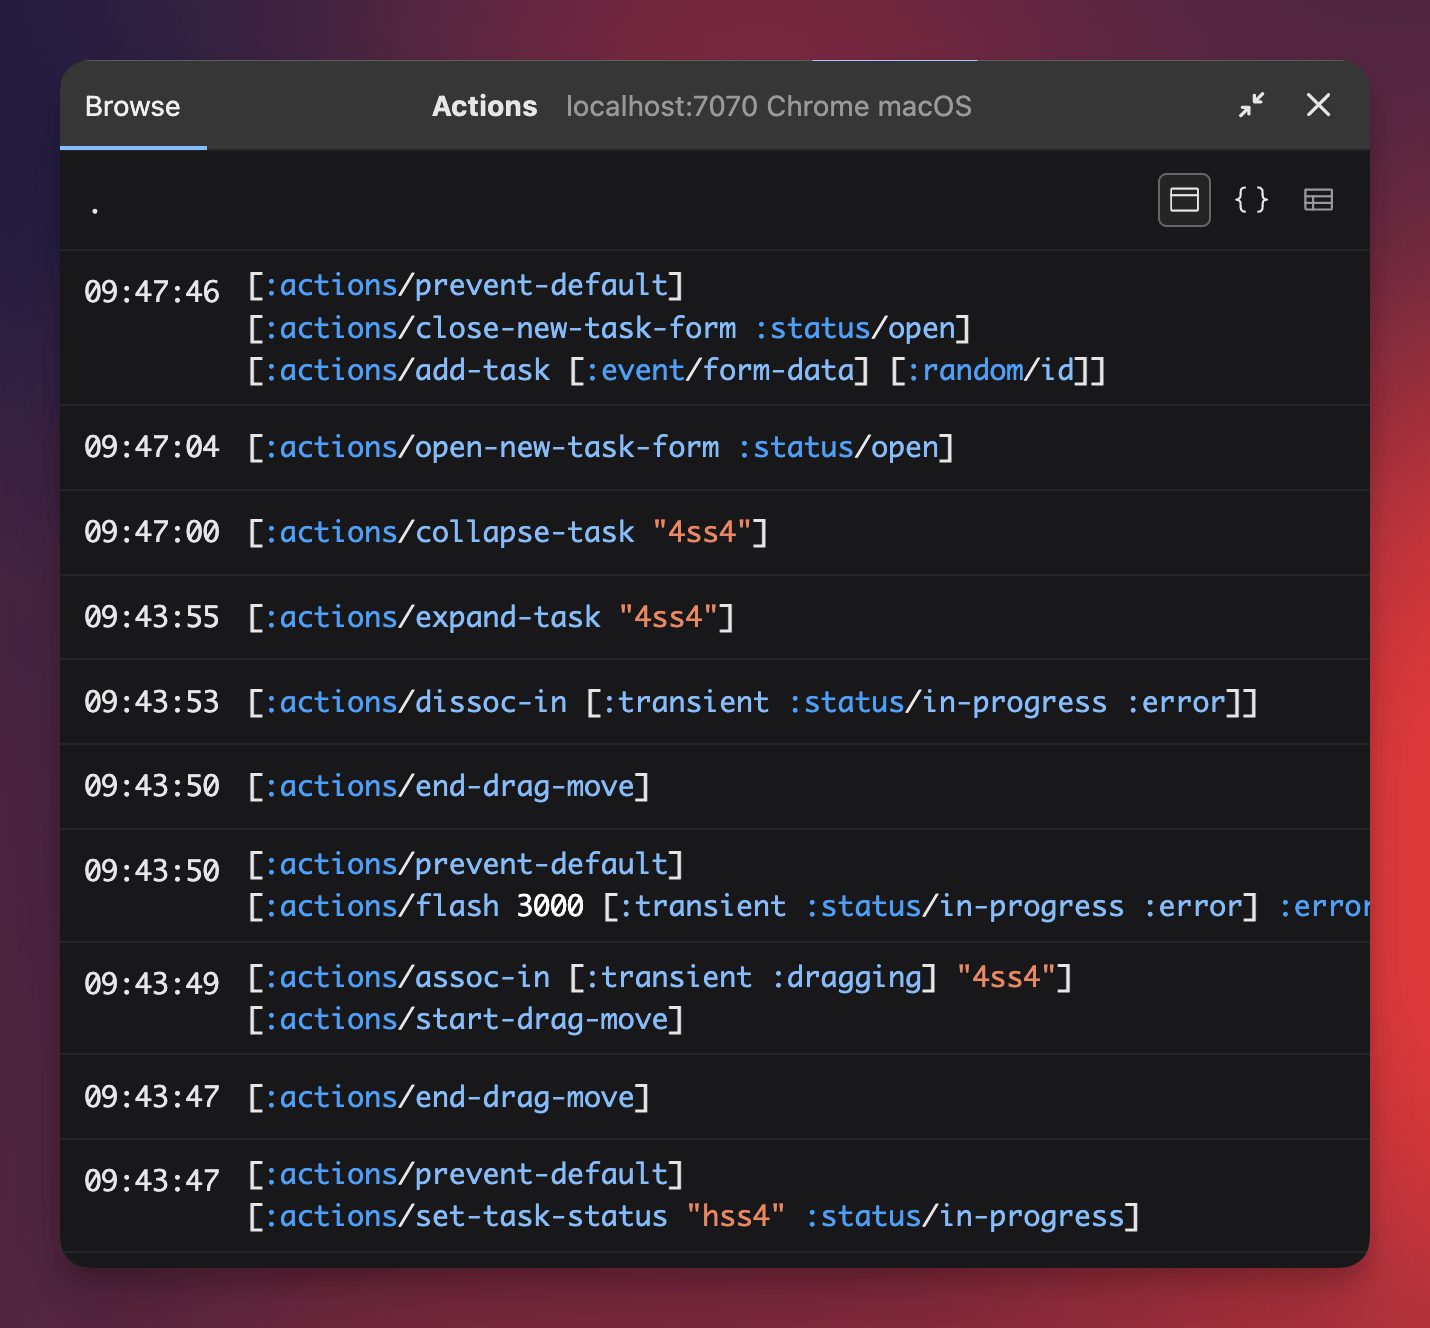 Browse Actions localhost:7070 Chrome macOS
.
{ }
09:47:46 [:actions/prevent-default]
[:actions/close-new-task-form :status/open]
[:actions/add-task [:event/form-data] [:random/id]]
09:47:04 [:actions/open-new-task-form :status/open]
09:47:00 [:actions/collapse-task "4ss4"]
09:43:55 [:actions/expand-task "4ss4"]
09:43:53 [:actions/dissoc-in [:transient :status/in-progress :error]]
09:43:50 [:actions/end-drag-move]
09:43:50 [:actions/prevent-default]
[:actions/flash 3000 [:transient :status/in-progress :error] :error
09:43:49 [:actions/assoc-in [:transient :dragging] "4ss4"]
[:actions/start-drag-move]
09:43:47 [:actions/end-drag-move]
09:43:47 [:actions/prevent-default]
[:actions/set-task-status "hss4" :status/in-progress]